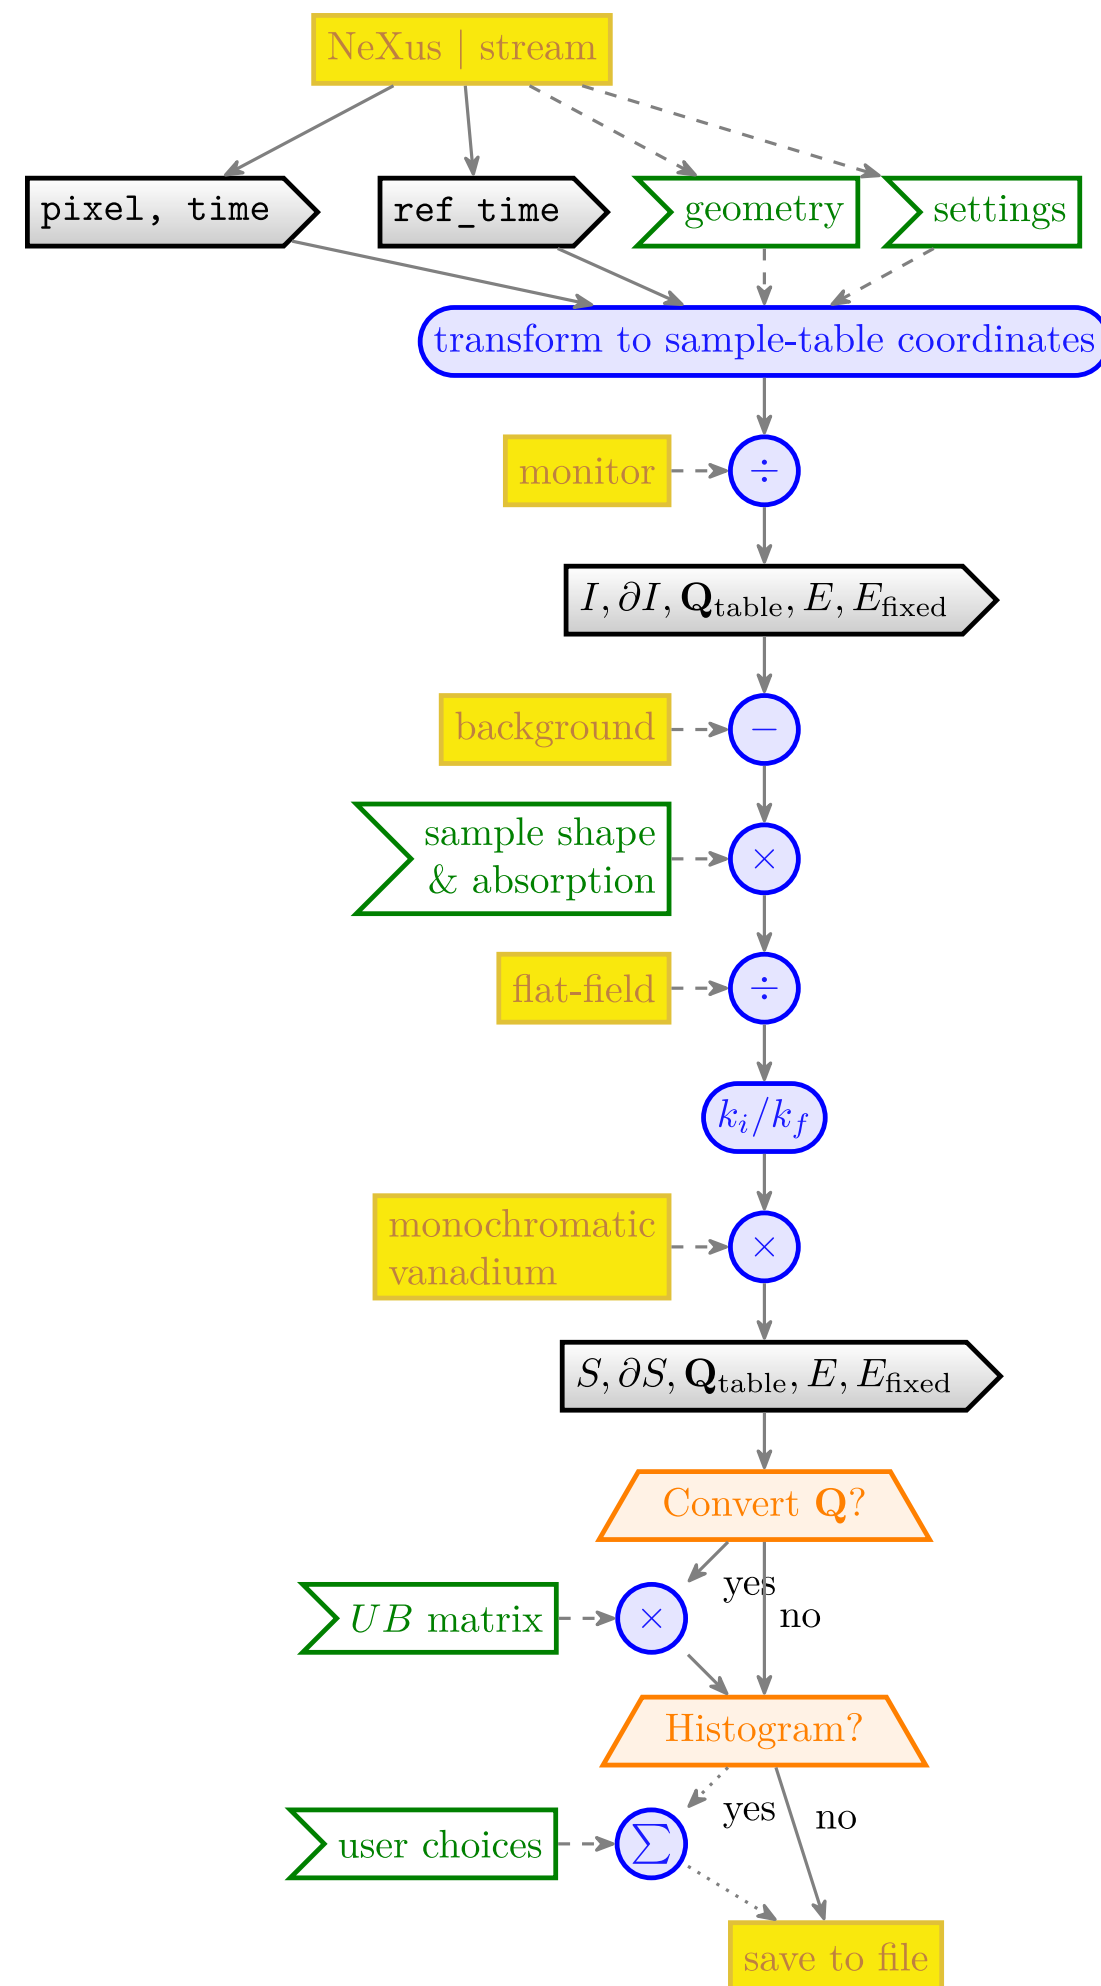 NeXus | stream
pixel, time
ref_time
geometry
settings
transform to sample-table coordinates
monitor
÷
I, ∂I, Q_table, E, E_fixed
background
−
sample shape
& absorption
×
flat-field
÷
k_i/k_f
monochromatic
vanadium
×
S, ∂S, Q_table, E, E_fixed
Convert Q?
yes
no
UB matrix
×
Histogram?
yes
no
user choices
∑
save to file